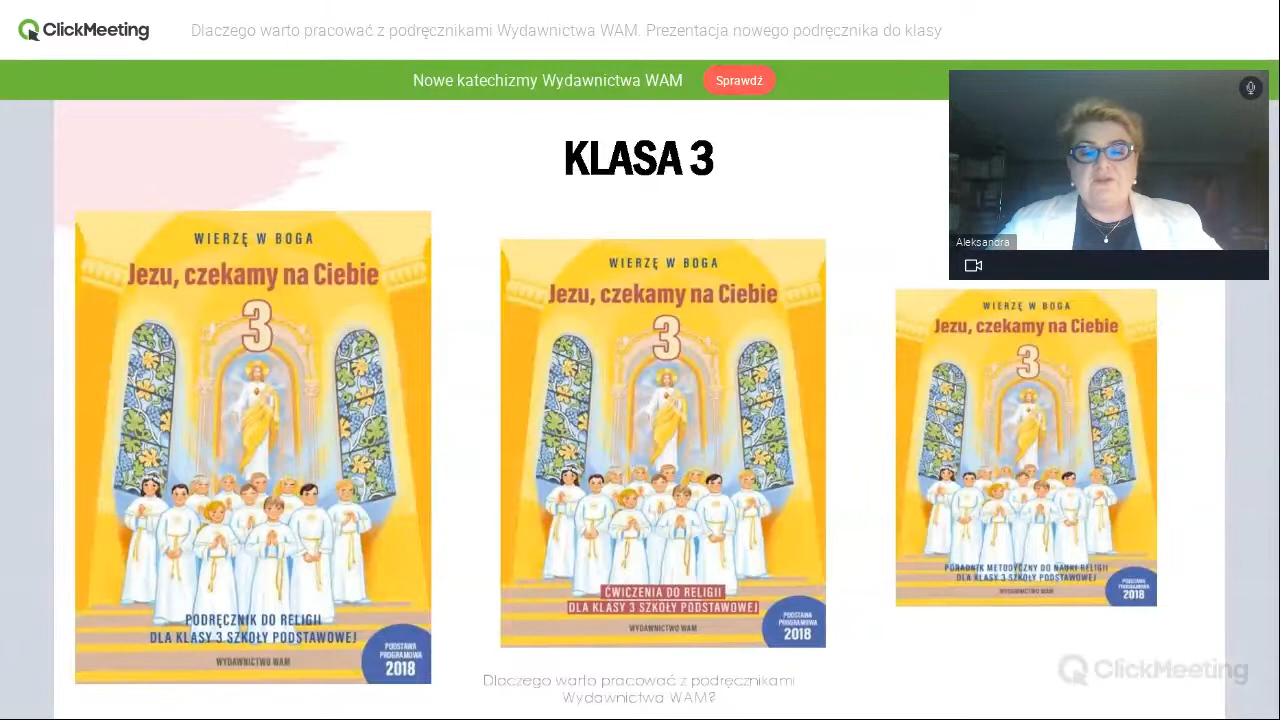 ClickMeeting
Dlaczego warto pracować z podręcznikami Wydawnictwa WAM. Prezentacja nowego podręcznika do klasy
Nowe katechizmy Wydawnictwa WAM
Sprawdź
Aleksandra
KLASA 3
WIERZĘ W BOGA
Jezu, czekamy na Ciebie
3
PODRĘCZNIK DO RELIGII
DLA KLASY 3 SZKOŁY PODSTAWOWEJ
WYDAWNICTWO WAM
PODSTAWA
PROGRAMOWA
2018
WIERZĘ W BOGA
Jezu, czekamy na Ciebie
3
ĆWICZENIA DO RELIGII
DLA KLASY 3 SZKOŁY PODSTAWOWEJ
WYDAWNICTWO WAM
PODSTAWA
PROGRAMOWA
2018
WIERZĘ W BOGA
Jezu, czekamy na Ciebie
3
PORADNIK METODYCZNY DO NAUKI RELIGII
DLA KLASY 3 SZKOŁY PODSTAWOWEJ
WYDAWNICTWO WAM
PODSTAWA
PROGRAMOWA
2018
Dlaczego warto pracować z podręcznikami
Wydawnictwa WAM?
ClickMeeting